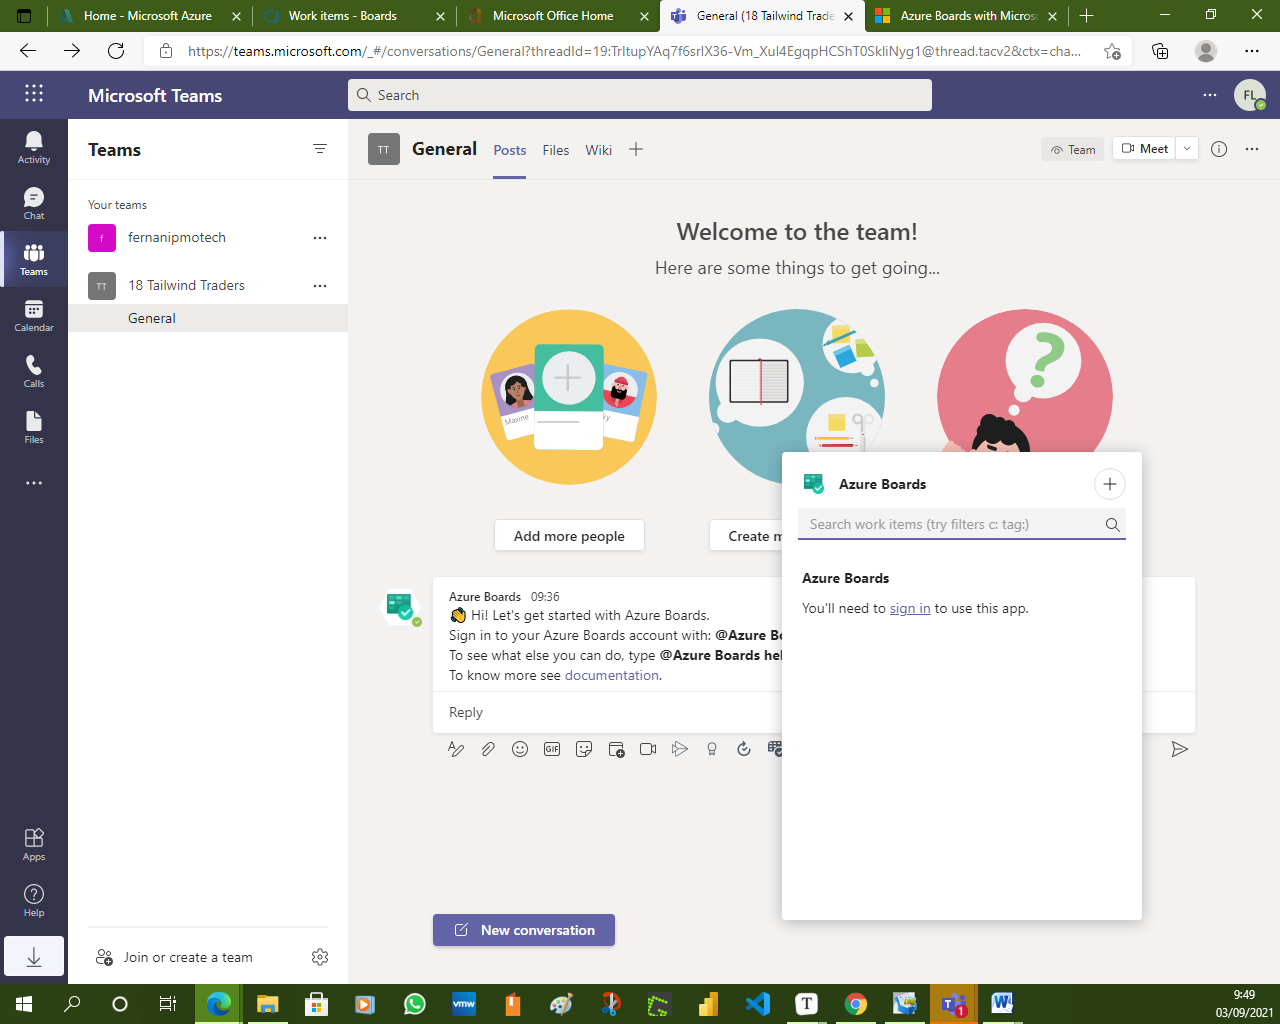 Home - Microsoft Azure
Work items - Boards
Microsoft Office Home
General (18 Tailwind Trade
Azure Boards with Micros
https://teams.microsoft.com/_#/conversations/General?threadId=19:TrItupYAq7f6srIX36-Vm_XuI4EgqpHCShT0SkIiNyg1@thread.tacv2&ctx=cha...
Microsoft Teams
Search
FL
Activity
Chat
Teams
Calendar
Calls
Files
Apps
Help
Teams
Your teams
f
fernanipmotech
TT
18 Tailwind Traders
General
Join or create a team
TT
General
Posts
Files
Wiki
Team
Meet
Welcome to the team!
Here are some things to get going...
Maxine
ky
Add more people
Create m
Azure Boards 09:36
Hi! Let's get started with Azure Boards.
Sign in to your Azure Boards account with: @Azure Bo
To see what else you can do, type @Azure Boards hel
To know more see documentation.
Reply
GIF
New conversation
Azure Boards
Search work items (try filters c: tag:)
Azure Boards
You'll need to sign in to use this app.
vmw
T
1
9:49
03/09/2021